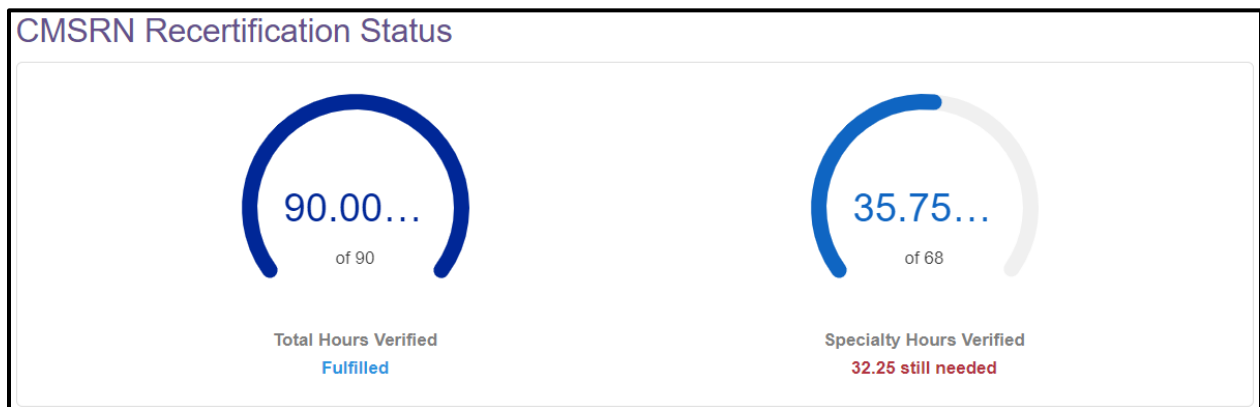 CMSRN Recertification Status
90.00...
of 90
Total Hours Verified
Fulfilled
35.75...
of 68
Specialty Hours Verified
32.25 still needed